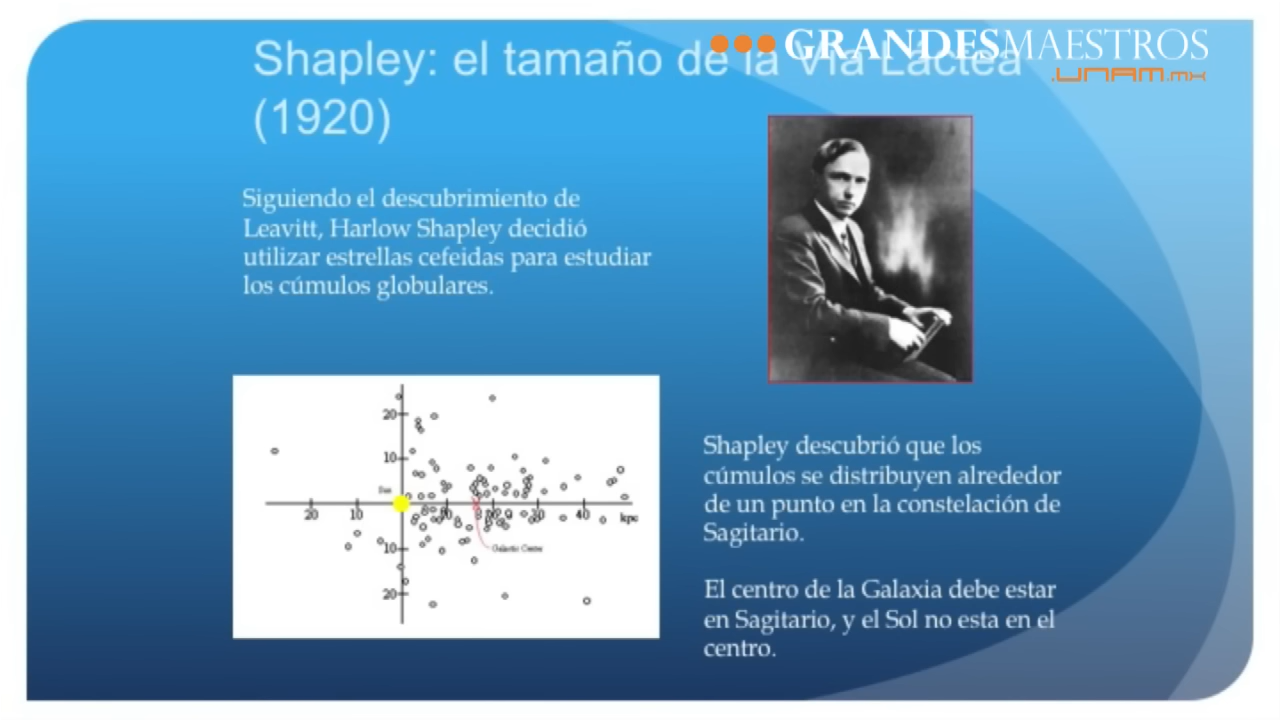 GRANDESMAESTROS
.UNAM.mx
Shapley: el tamaño de la Vía Láctea
(1920)
Siguiendo el descubrimiento de
Leavitt, Harlow Shapley decidió
utilizar estrellas cefeidas para estudiar
los cúmulos globulares.
20
10
Sun
20 10 10 20 30 40 kpc
10
Galactic Center
20
Shapley descubrió que los
cúmulos se distribuyen alrededor
de un punto en la constelación de
Sagitario.
El centro de la Galaxia debe estar
en Sagitario, y el Sol no esta en el
centro.